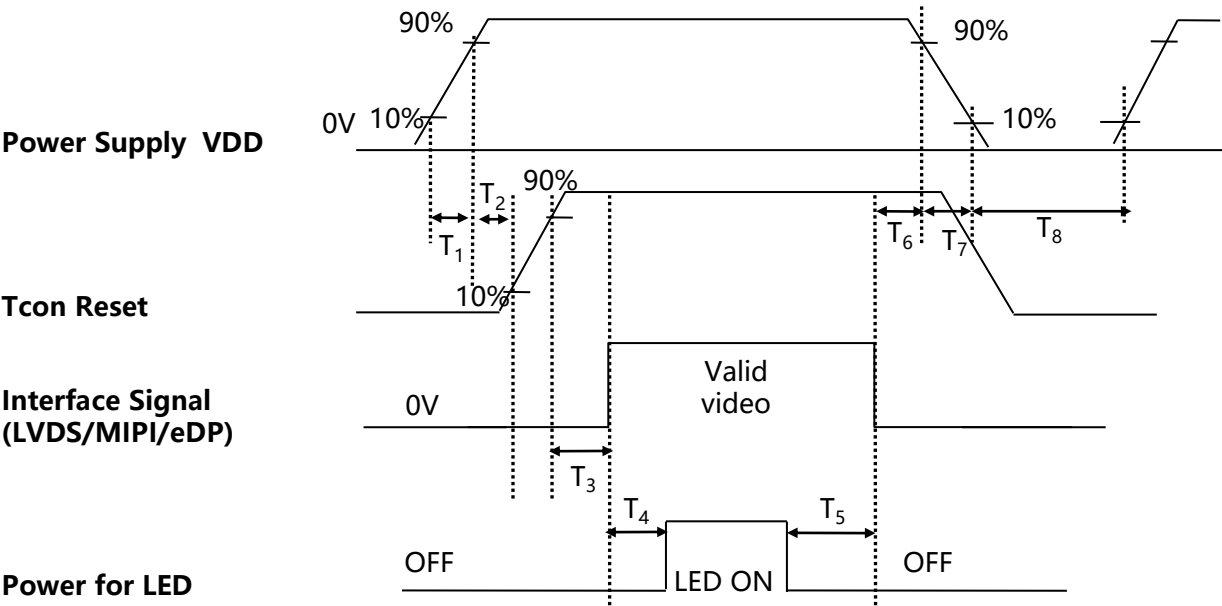 90%
90%
0V 10%
10%
Power Supply VDD
90%
T₂
T₁
T₆
T₇
T₈
10%
Tcon Reset
Interface Signal
(LVDS/MIPI/eDP)
0V
Valid
video
T₃
T₄
T₅
OFF
OFF
Power for LED
LED ON